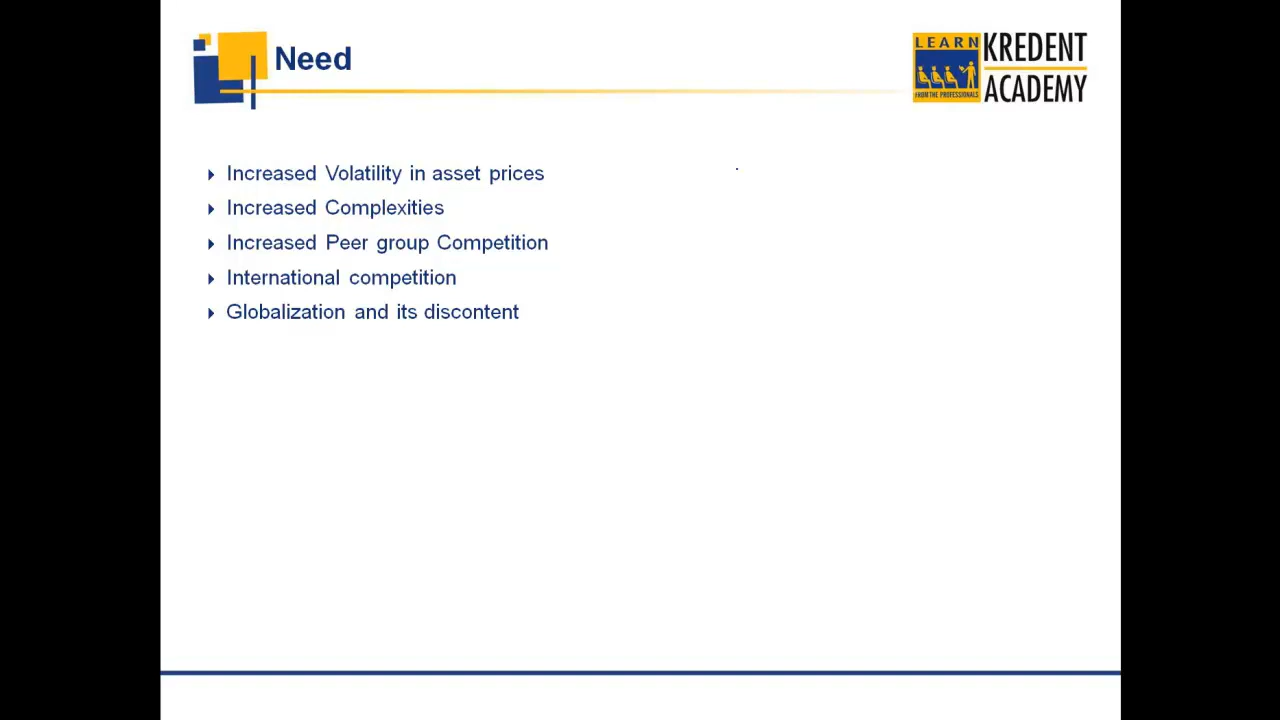 Need
LEARN
FROM THE PROFESSIONALS
KREDENT
ACADEMY
Increased Volatility in asset prices
Increased Complexities
Increased Peer group Competition
International competition
Globalization and its discontent